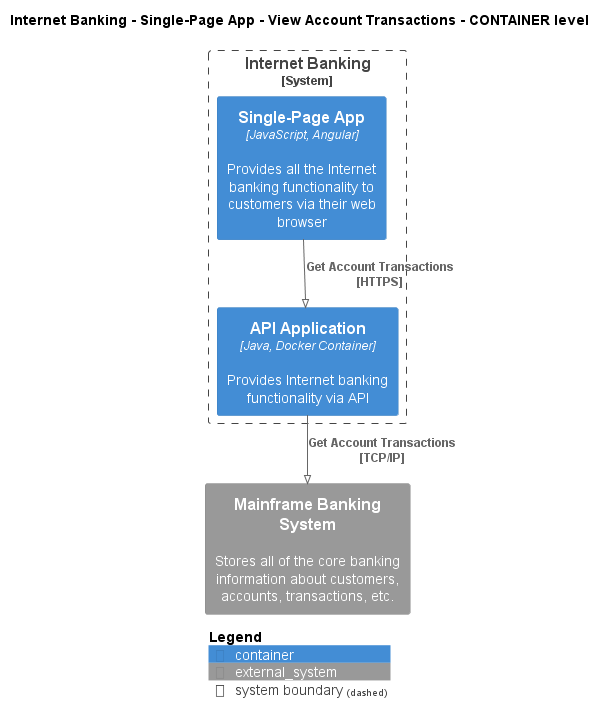 Internet Banking - Single-Page App - View Account Transactions - CONTAINER level
Internet Banking
[System]
Single-Page App
[JavaScript, Angular]
Provides all the Internet
banking functionality to
customers via their web
browser
Get Account Transactions
[HTTPS]
API Application
[Java, Docker Container]
Provides Internet banking
functionality via API
Get Account Transactions
[TCP/IP]
Mainframe Banking
System
Stores all of the core banking
information about customers,
accounts, transactions, etc.
Legend
container
external_system
system boundary (dashed)